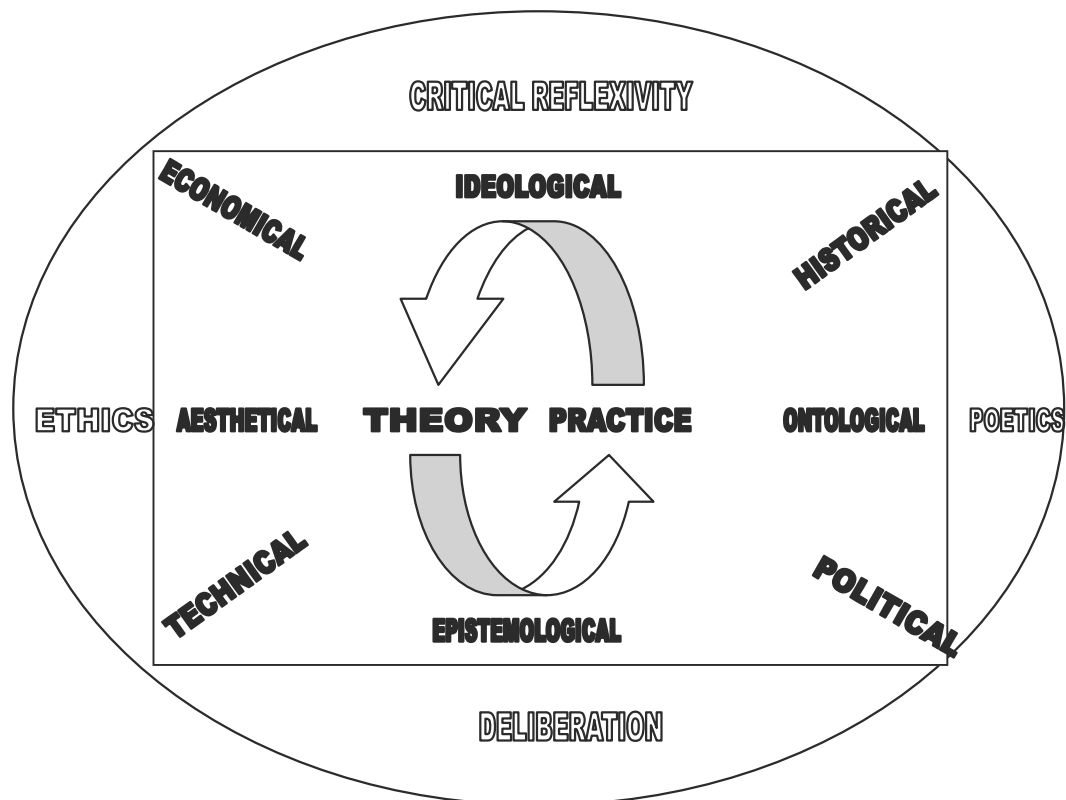 CRITICAL REFLEXIVITY
ECONOMICAL
IDEOLOGICAL
HISTORICAL
ETHICS
AESTHETICAL
THEORY PRACTICE
ONTOLOGICAL
POETICS
TECHNICAL
EPISTEMOLOGICAL
POLITICAL
DELIBERATION